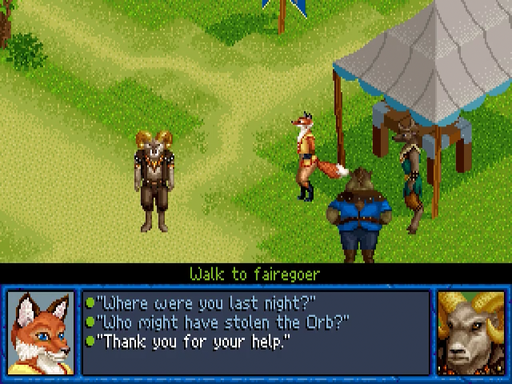 Walk to fairegoer
"Where were you last night?"
"Who might have stolen the Orb?"
"Thank you for your help."